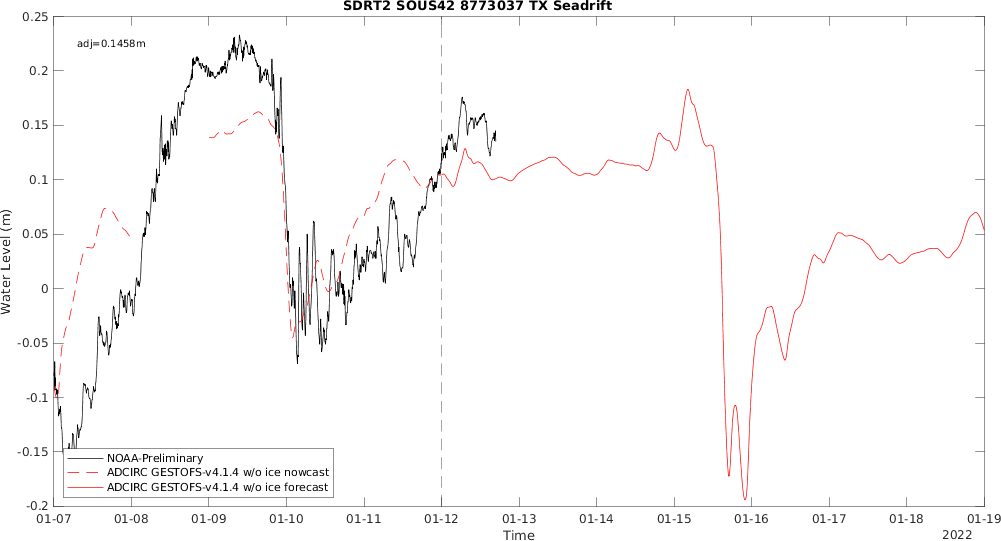 SDRT2 SOUS42 8773037 TX Seadrift
adj=0.1458m
Water Level (m)
0.25
0.2
0.15
0.1
0.05
0
-0.05
-0.1
-0.15
-0.2
NOAA-Preliminary
ADCIRC GESTOFS-v4.1.4 w/o ice nowcast
ADCIRC GESTOFS-v4.1.4 w/o ice forecast
01-07 01-08 01-09 01-10 01-11 01-12 01-13 01-14 01-15 01-16 01-17 01-18 01-19
Time
2022